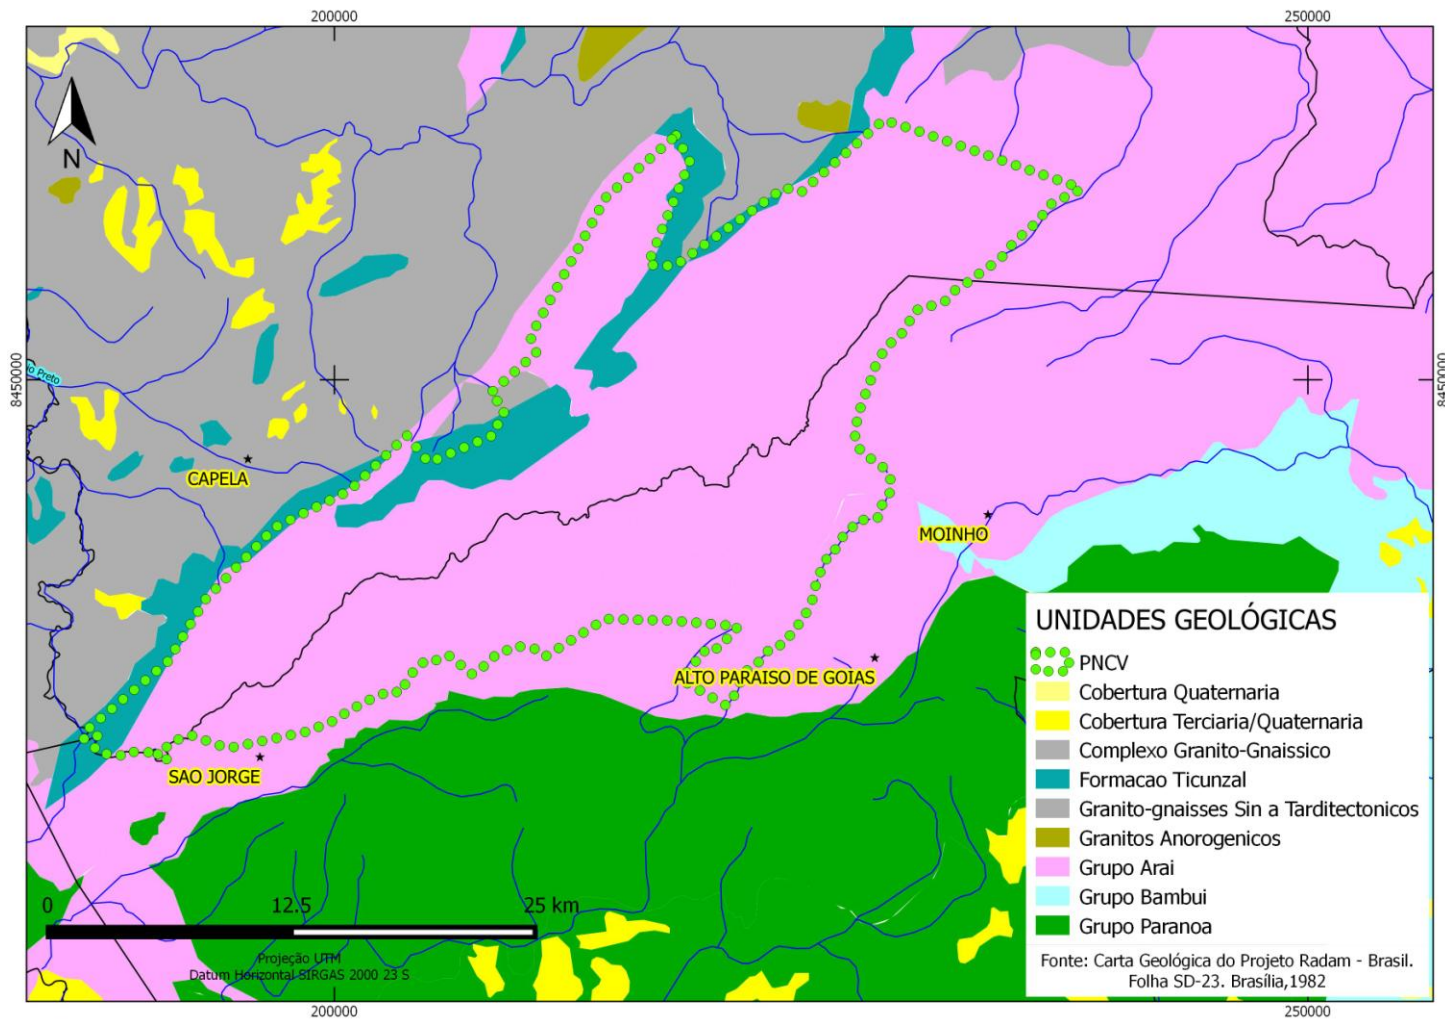 200000
250000
N
8450000
8450000
io Preto
CAPELA
MOINHO
ALTO PARAISO DE GOIAS
SAO JORGE
UNIDADES GEOLÓGICAS
PNCV
Cobertura Quaternaria
Cobertura Terciaria/Quaternaria
Complexo Granito-Gnaissico
Formacao Ticunzal
Granito-gnaisses Sin a Tarditectonicos
Granitos Anorogenicos
Grupo Arai
Grupo Bambui
Grupo Paranoa
Fonte: Carta Geológica do Projeto Radam - Brasil.
Folha SD-23. Brasília,1982
0
12.5
25 km
Projeção UTM
Datum Horizontal SIRGAS 2000 23 S
200000
250000